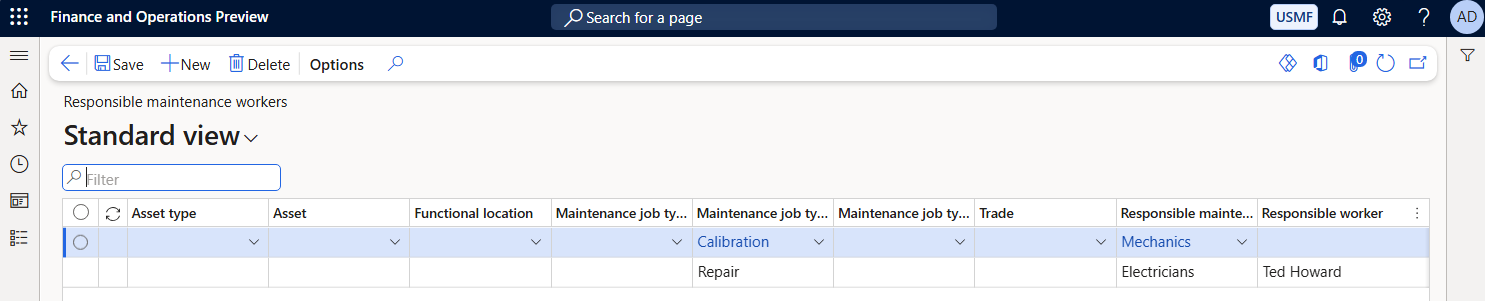 Finance and Operations Preview Search for a page USMF ? AD
Save New Delete Options 0
Responsible maintenance workers
Standard view
Filter
Asset type Asset Functional location Maintenance job ty... Maintenance job ty... Maintenance job ty... Trade Responsible mainte... Responsible worker
Calibration Mechanics
Repair Electricians Ted Howard